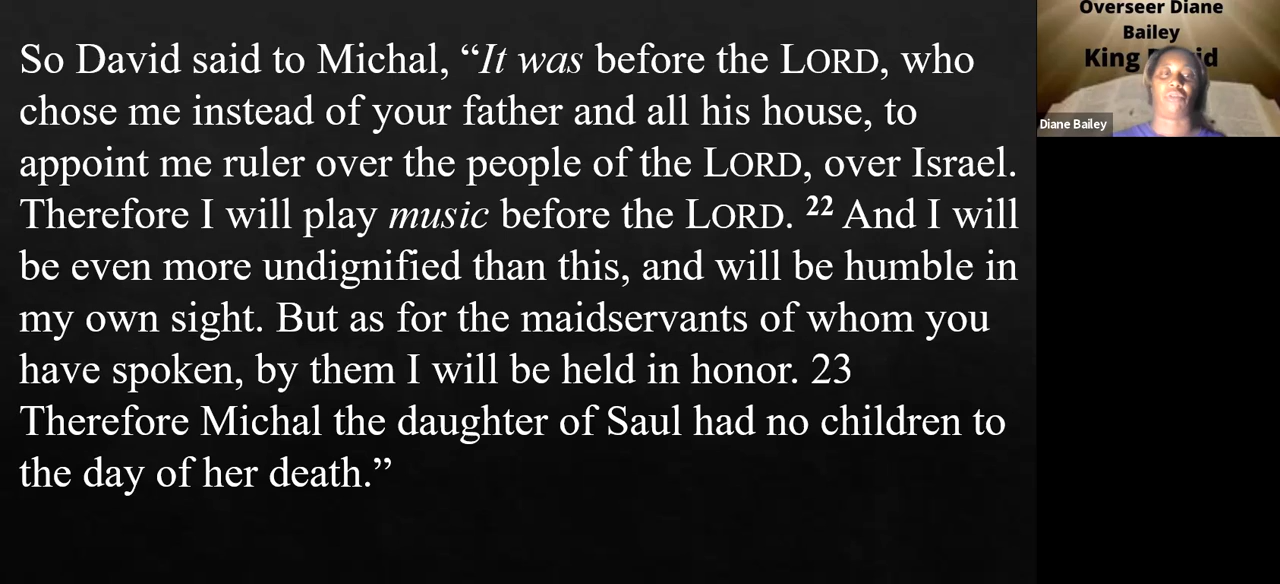 So David said to Michal, “It was before the LORD, who
chose me instead of your father and all his house, to
appoint me ruler over the people of the LORD, over Israel.
Therefore I will play music before the LORD. 22 And I will
be even more undignified than this, and will be humble in
my own sight. But as for the maidservants of whom you
have spoken, by them I will be held in honor. 23
Therefore Michal the daughter of Saul had no children to
the day of her death.”
Overseer Diane
Bailey
King
Diane Bailey